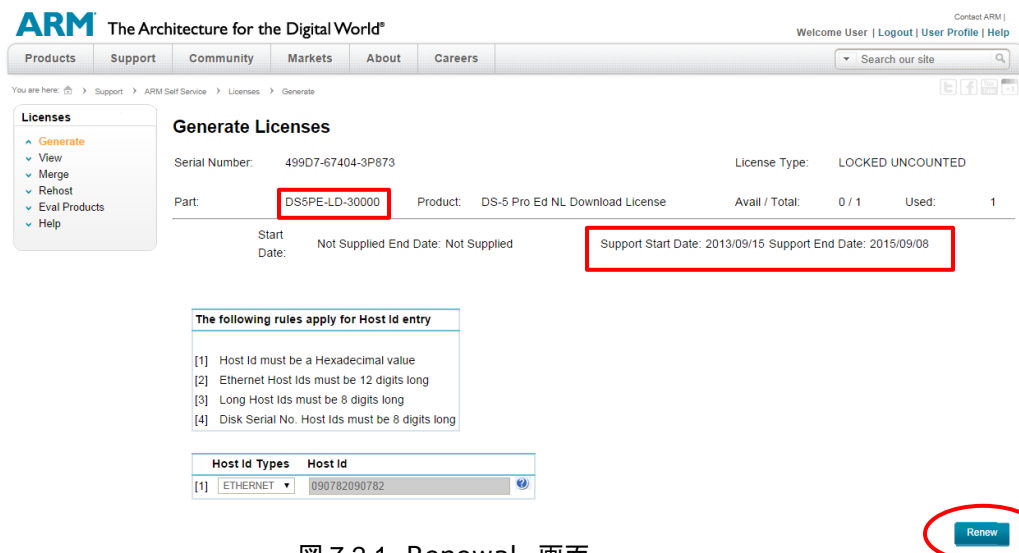 Contact ARM |
ARM The Architecture for the Digital World®
Welcome User | Logout | User Profile | Help
Products Support Community Markets About Careers
Search our site
You are here: > Support > ARM Self Service > Licenses > Generate
Licenses
Generate
View
Merge
Rehost
Eval Products
Help
Generate Licenses
Serial Number: 499D7-67404-3P873 License Type: LOCKED UNCOUNTED
Part: DS5PE-LD-30000 Product: DS-5 Pro Ed NL Download License Avail / Total: 0 / 1 Used: 1
Start Date: Not Supplied End Date: Not Supplied Support Start Date: 2013/09/15 Support End Date: 2015/09/08
The following rules apply for Host Id entry
[1] Host Id must be a Hexadecimal value
[2] Ethernet Host Ids must be 12 digits long
[3] Long Host Ids must be 8 digits long
[4] Disk Serial No. Host Ids must be 8 digits long
Host Id Types Host Id
[1] ETHERNET 090782090782
Renew
図 7.2.1 Renewal 画面